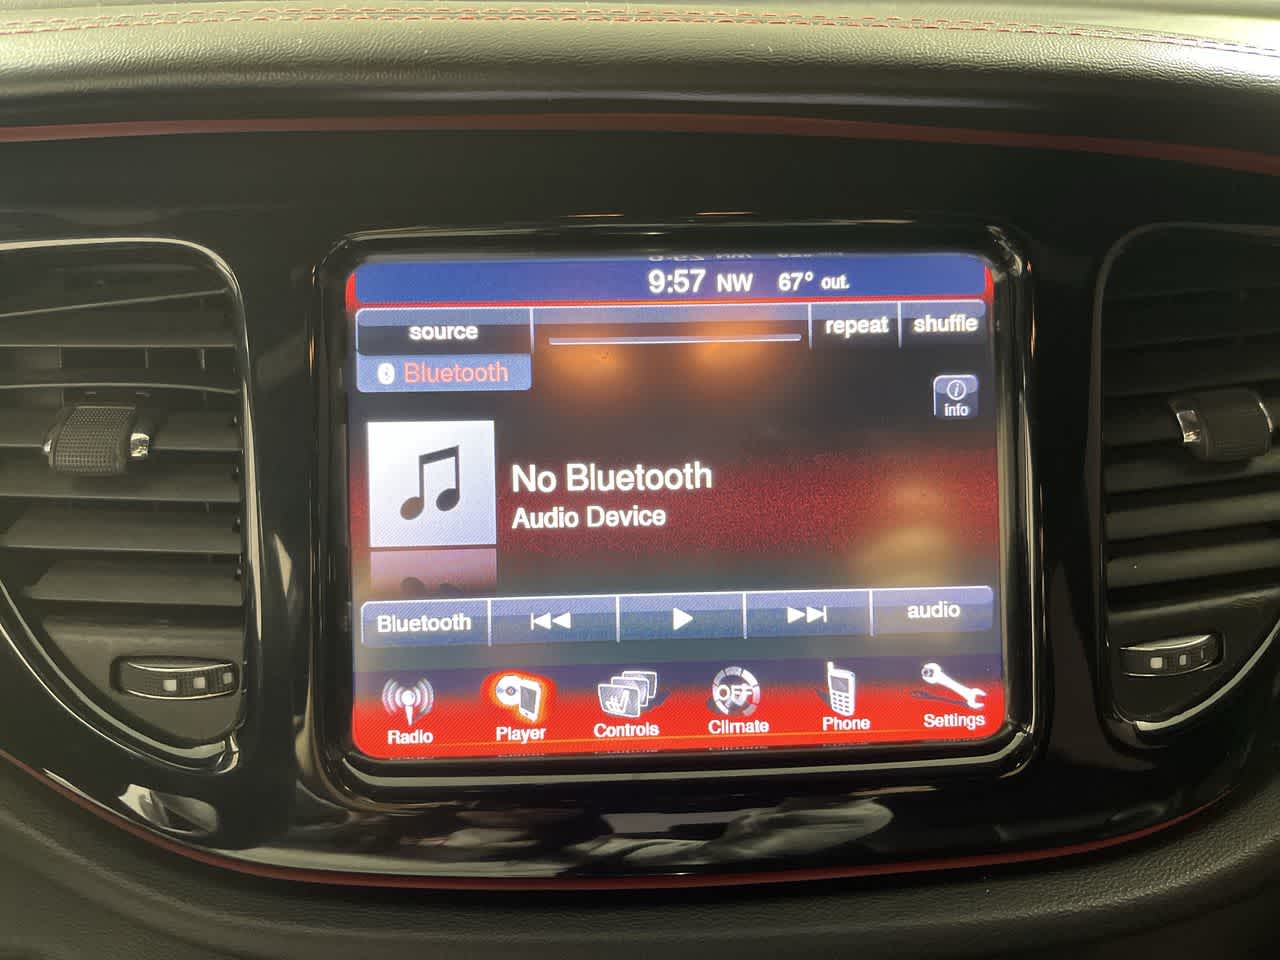 9:57 NW 67° out.
source
repeat shuffle
Bluetooth
info
No Bluetooth
Audio Device
Bluetooth
audio
Radio Player Controls OFF Climate Phone Settings